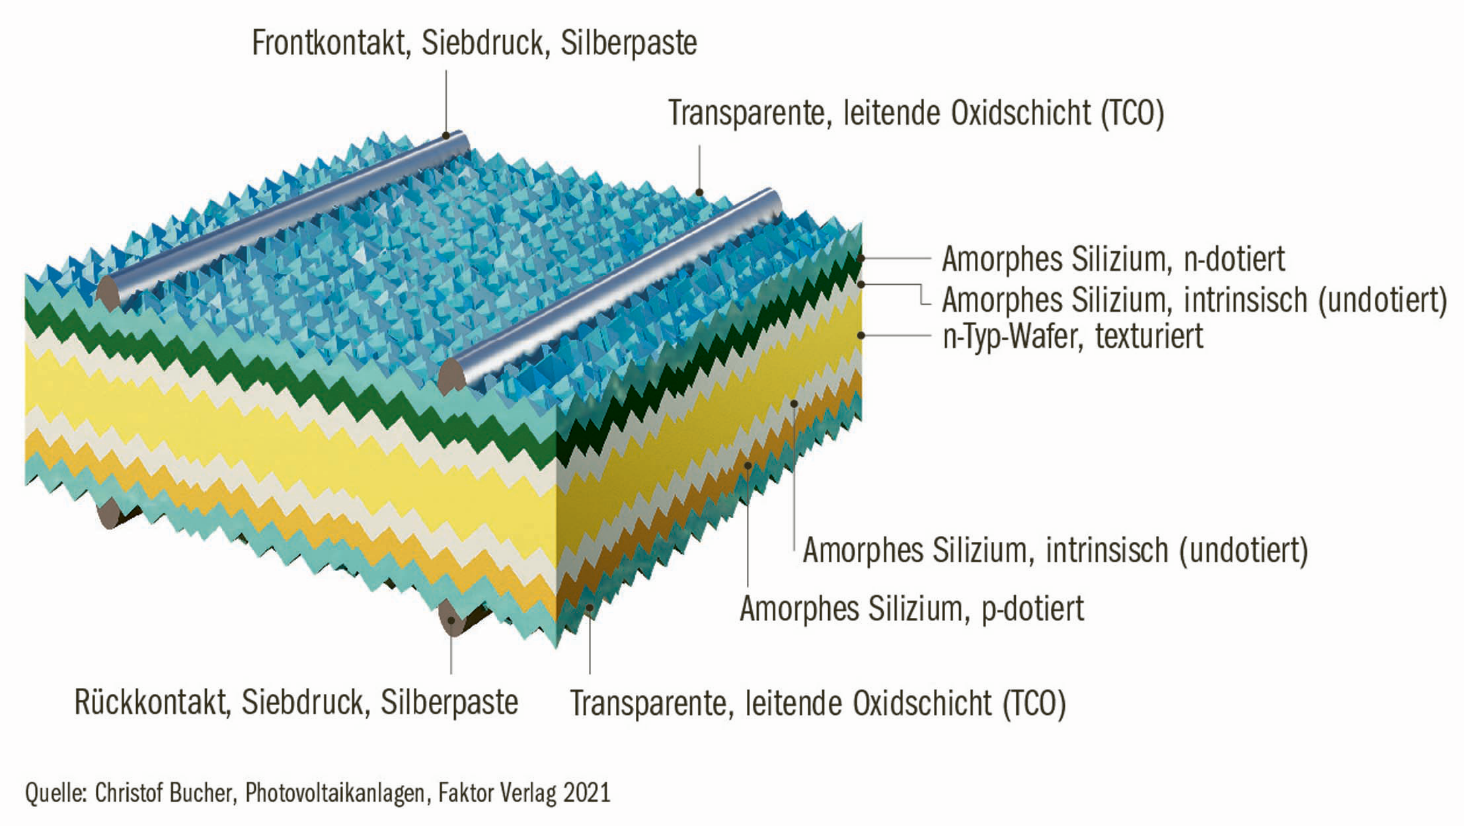 Frontkontakt, Siebdruck, Silberpaste
Transparente, leitende Oxidschicht (TCO)
Amorphes Silizium, n-dotiert
Amorphes Silizium, intrinsisch (undotiert)
n-Typ-Wafer, texturiert
Amorphes Silizium, intrinsisch (undotiert)
Amorphes Silizium, p-dotiert
Rückkontakt, Siebdruck, Silberpaste
Transparente, leitende Oxidschicht (TCO)
Quelle: Christof Bucher, Photovoltaikanlagen, Faktor Verlag 2021